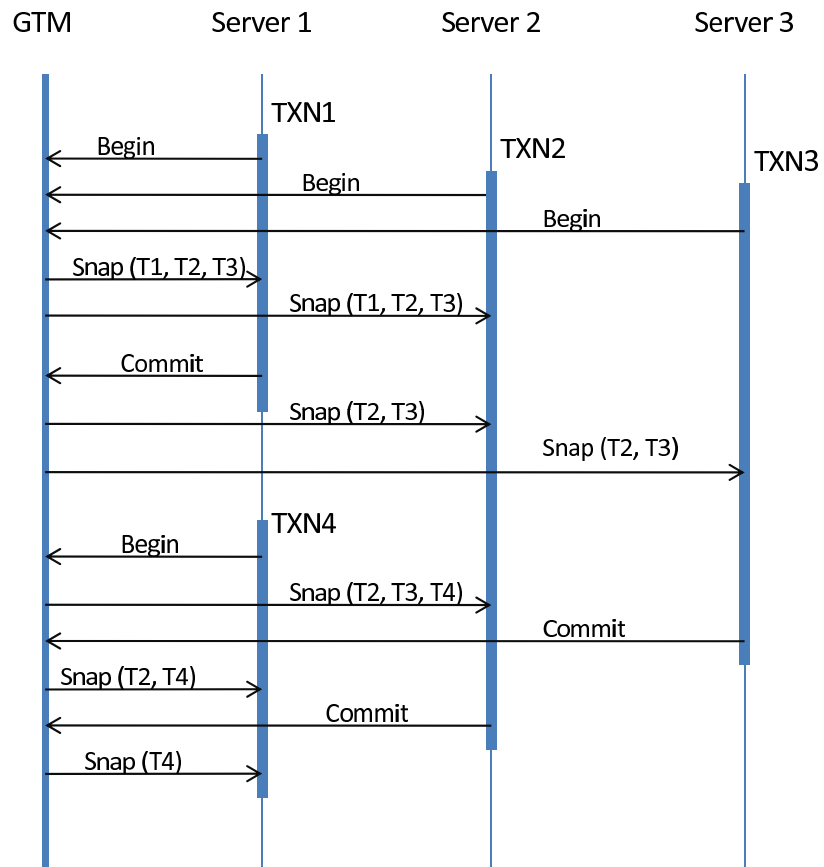 GTM Server 1 Server 2 Server 3
TXN1
Begin
TXN2
TXN3
Begin
Begin
Snap (T1, T2, T3)
Snap (T1, T2, T3)
Commit
Snap (T2, T3)
Snap (T2, T3)
TXN4
Begin
Snap (T2, T3, T4)
Commit
Snap (T2, T4)
Commit
Snap (T4)